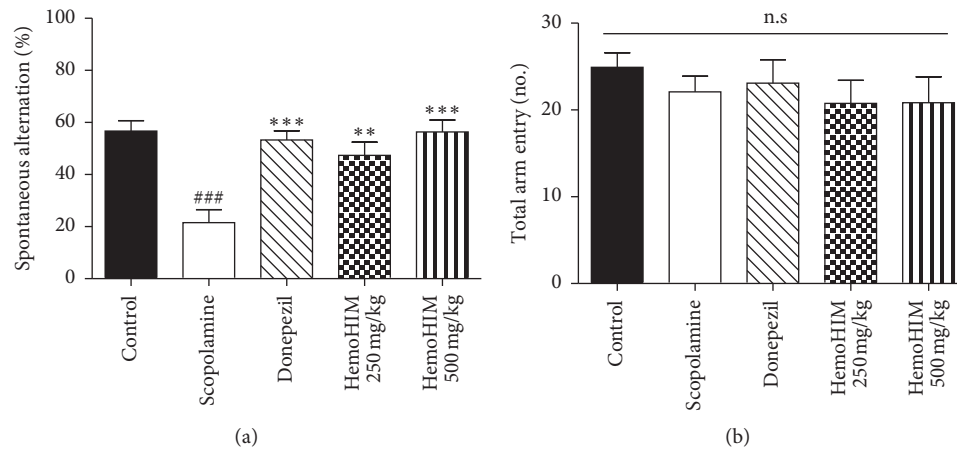 Spontaneous alternation (%)
100
80
60
40
20
0
###
***
**
***
Control
Scopolamine
Donepezil
HemoHIM
250 mg/kg
HemoHIM
500 mg/kg
(a)
Total arm entry (no.)
30
20
10
0
n.s
Control
Scopolamine
Donepezil
HemoHIM
250 mg/kg
HemoHIM
500 mg/kg
(b)